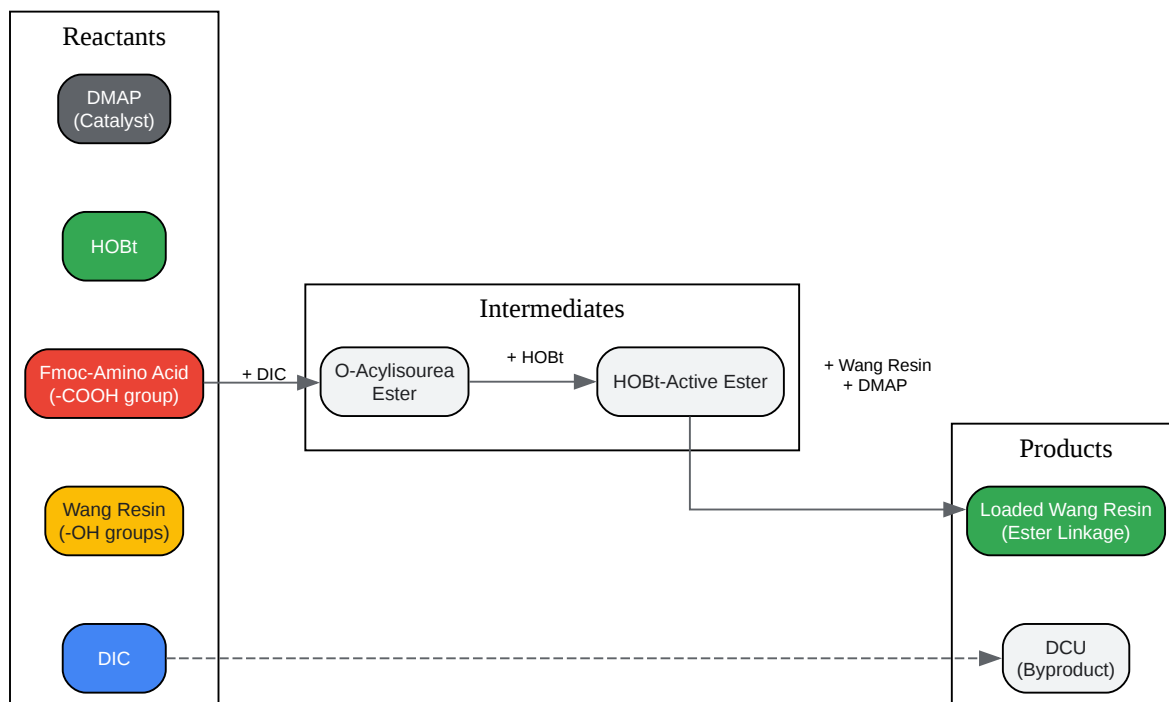 Reactants
DMAP
(Catalyst)
HOBt
Fmoc-Amino Acid
(-COOH group)
Wang Resin
(-OH groups)
DIC
+ DIC
Intermediates
O-Acylisourea
Ester
+ HOBt
HOBt-Active Ester
+ Wang Resin
+ DMAP
Products
Loaded Wang Resin
(Ester Linkage)
DCU
(Byproduct)